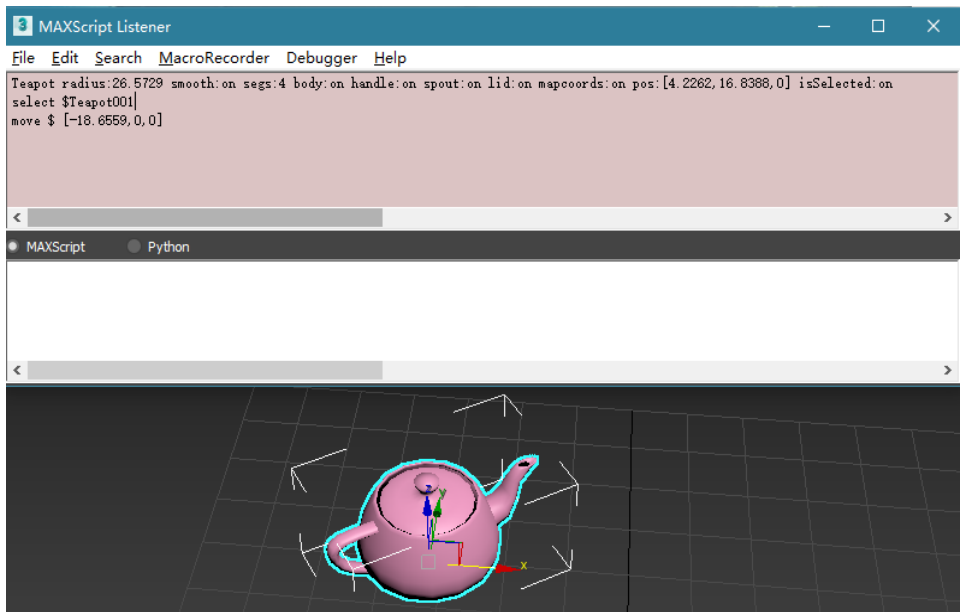 3 MAXScript Listener
File Edit Search MacroRecorder Debugger Help
Teapot radius:26.5729 smooth:on segs:4 body:on handle:on spout:on lid:on mapcoords:on pos:[4.2262,16.8388,0] isSelected:on
select $Teapot001
move $ [-18.6559,0,0]
MAXScript Python
z y
x